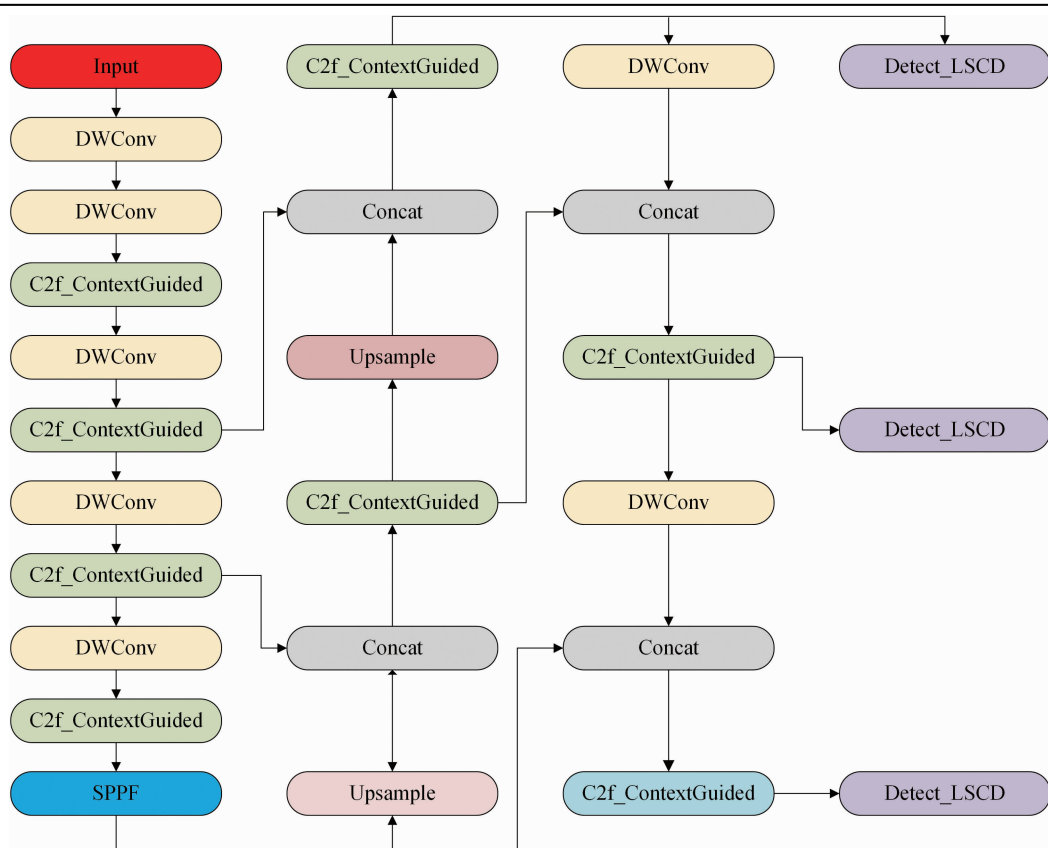 Input
DWConv
DWConv
C2f_ContextGuided
DWConv
C2f_ContextGuided
DWConv
C2f_ContextGuided
DWConv
C2f_ContextGuided
SPPF
C2f_ContextGuided
Concat
Upsample
C2f_ContextGuided
Concat
Upsample
DWConv
Concat
C2f_ContextGuided
DWConv
Concat
C2f_ContextGuided
Detect_LSCD
Detect_LSCD
Detect_LSCD